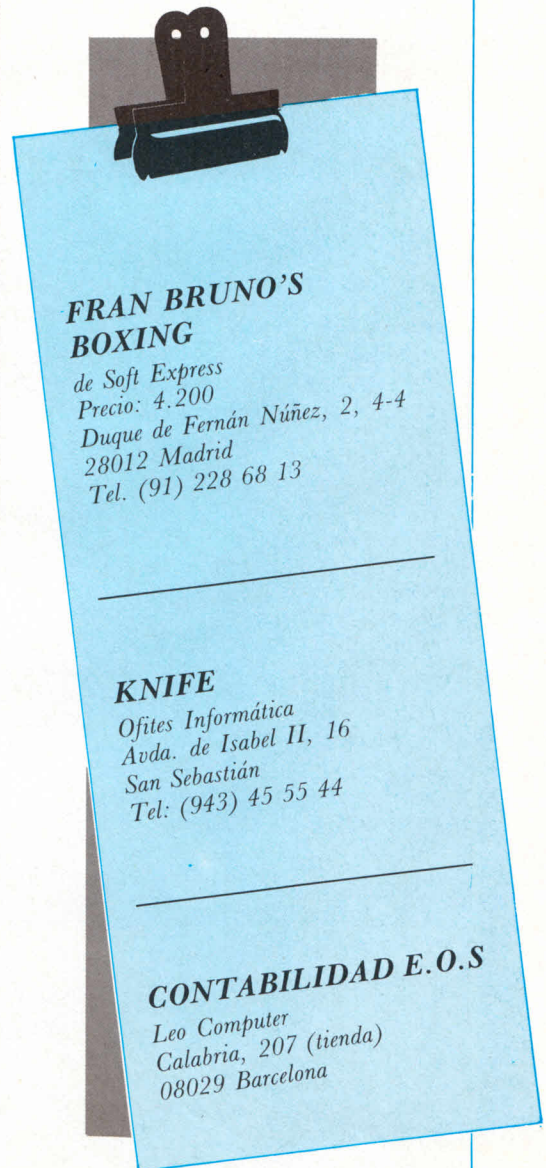 FRAN BRUNO'S
BOXING
de Soft Express
Precio: 4.200
Duque de Fernán Núñez, 2, 4-4
28012 Madrid
Tel. (91) 228 68 13
KNIFE
Ofites Informática
Avda. de Isabel II, 16
San Sebastián
Tel: (943) 45 55 44
CONTABILIDAD E.O.S
Leo Computer
Calabria, 207 (tienda)
08029 Barcelona